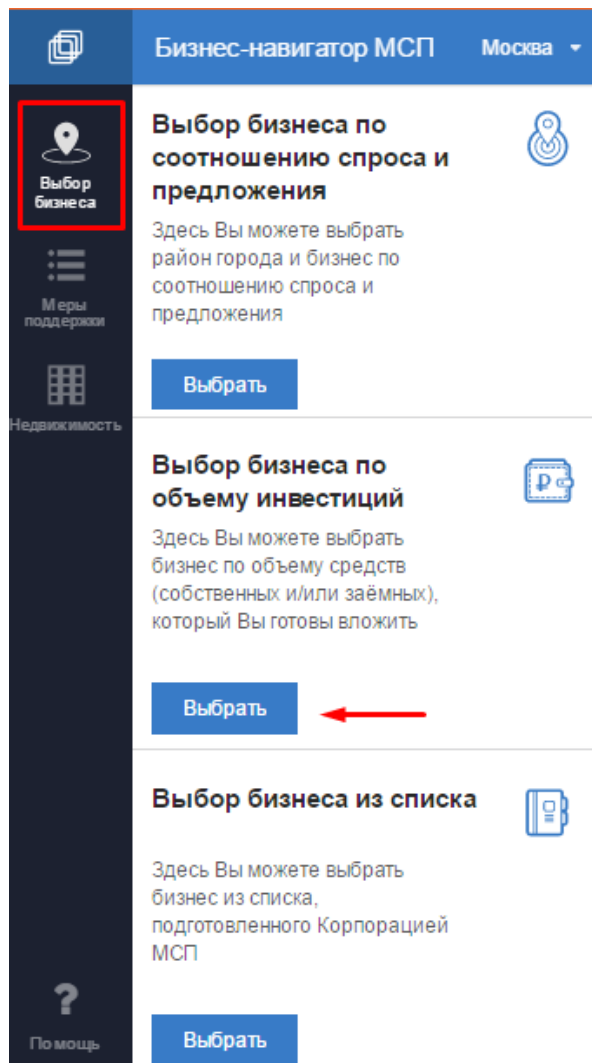 Бизнес-навигатор МСП Москва
Выбор
бизнеса
Меры
поддержки
Недвижимость
Выбор бизнеса по
соотношению спроса и
предложения
Здесь Вы можете выбрать
район города и бизнес по
соотношению спроса и
предложения
Выбрать
Выбор бизнеса по
объему инвестиций
Здесь Вы можете выбрать
бизнес по объему средств
(собственных и/или заёмных),
который Вы готовы вложить
Выбрать
Выбор бизнеса из списка
Здесь Вы можете выбрать
бизнес из списка,
подготовленного Корпорацией
МСП
Выбрать
?
Помощь